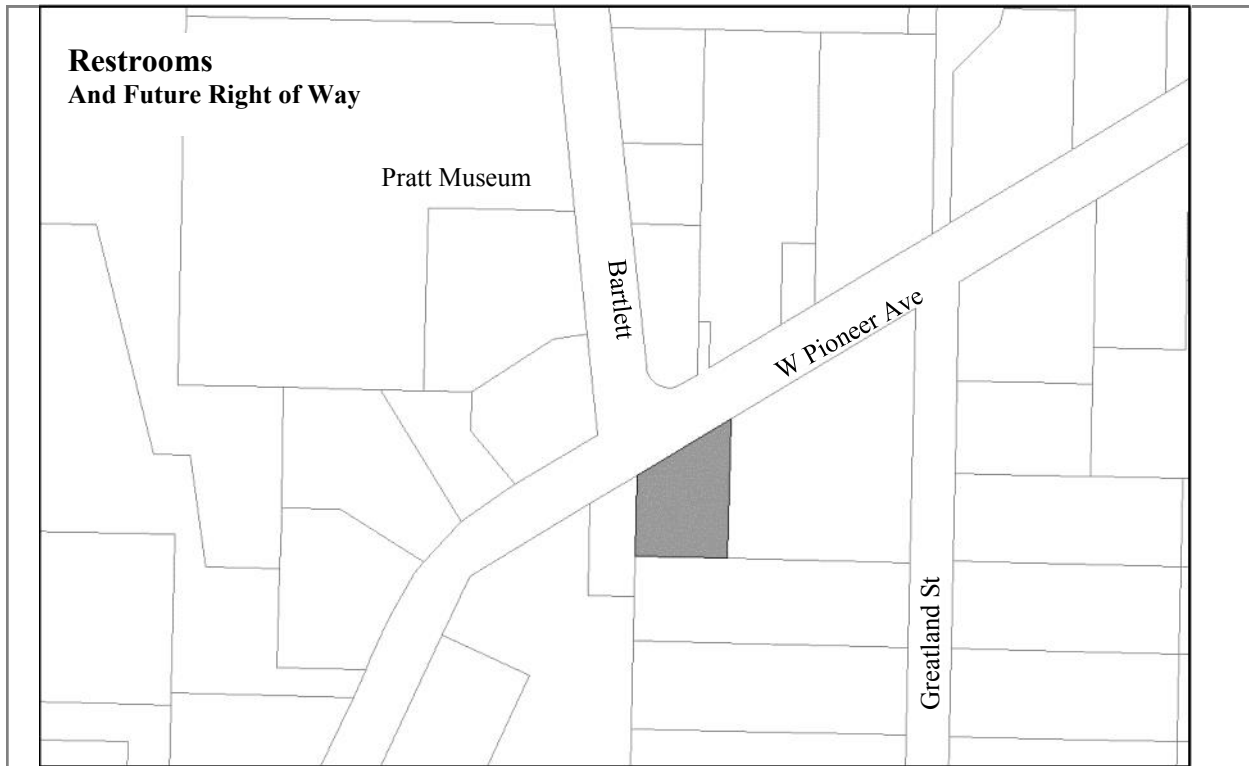 Restrooms
And Future Right of Way
Pratt Museum
Bartlett
W Pioneer Ave
Greatland St